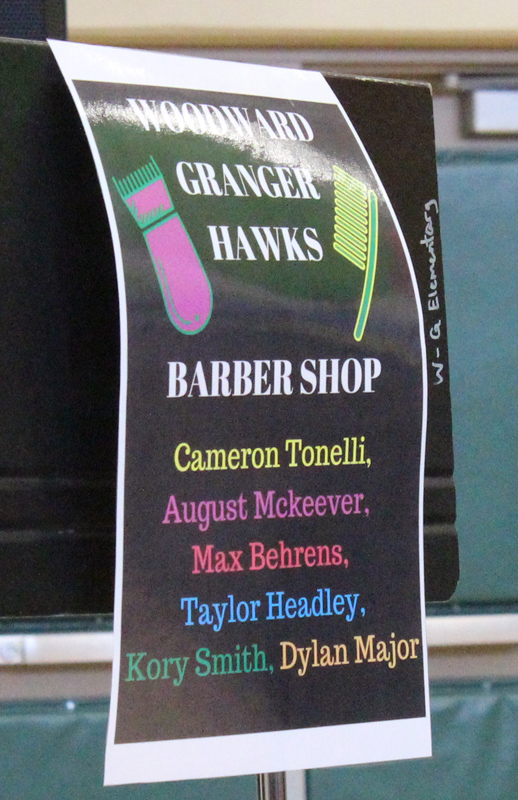 WOODWARD
GRANGER
HAWKS
BARBER SHOP
Cameron Tonelli,
August Mckeever,
Max Behrens,
Taylor Headley,
Kory Smith, Dylan Major
W-G Elementary